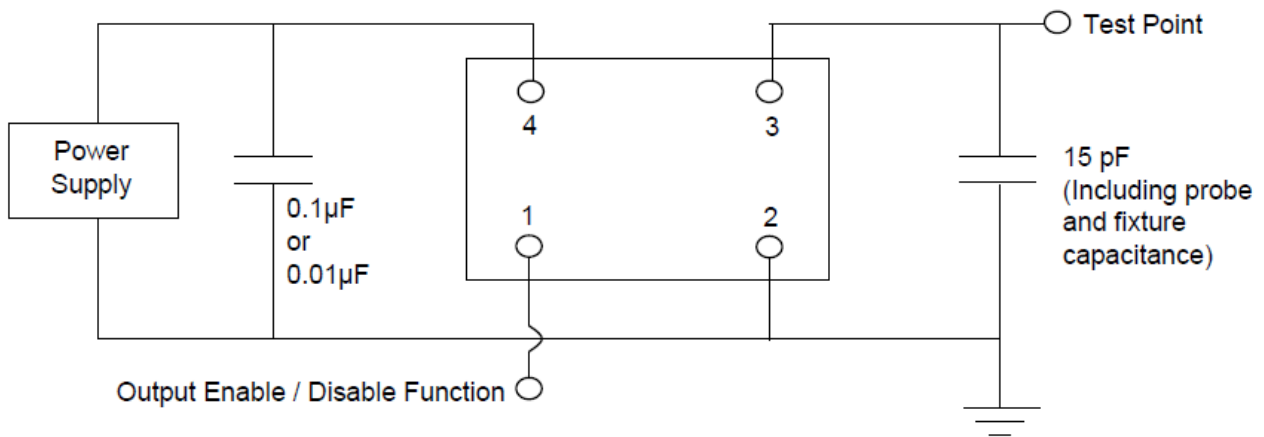 Test Point
4
3
Power
Supply
15 pF
(Including probe
and fixture
capacitance)
0.1µF
or
0.01µF
1
2
Output Enable / Disable Function